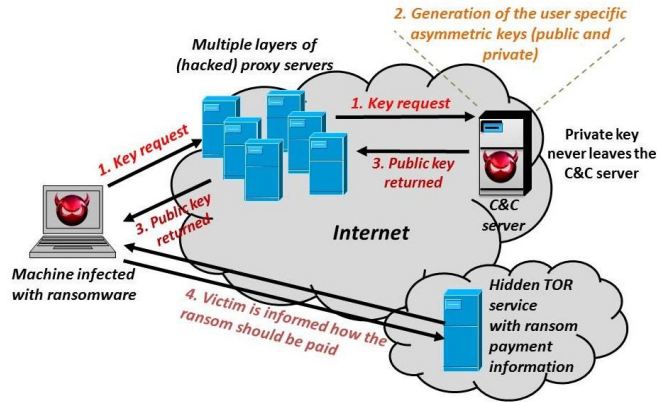 2. Generation of the user specific
asymmetric keys (public and
private)
Multiple layers of
(hacked) proxy servers
1. Key request
1. Key request
3. Public key
returned
Private key
never leaves the
C&C server
C&C
server
3. Public key
returned
Internet
Machine infected
with ransomware
4. Victim is informed how the
ransom should be paid
Hidden TOR
service
with ransom
payment
information